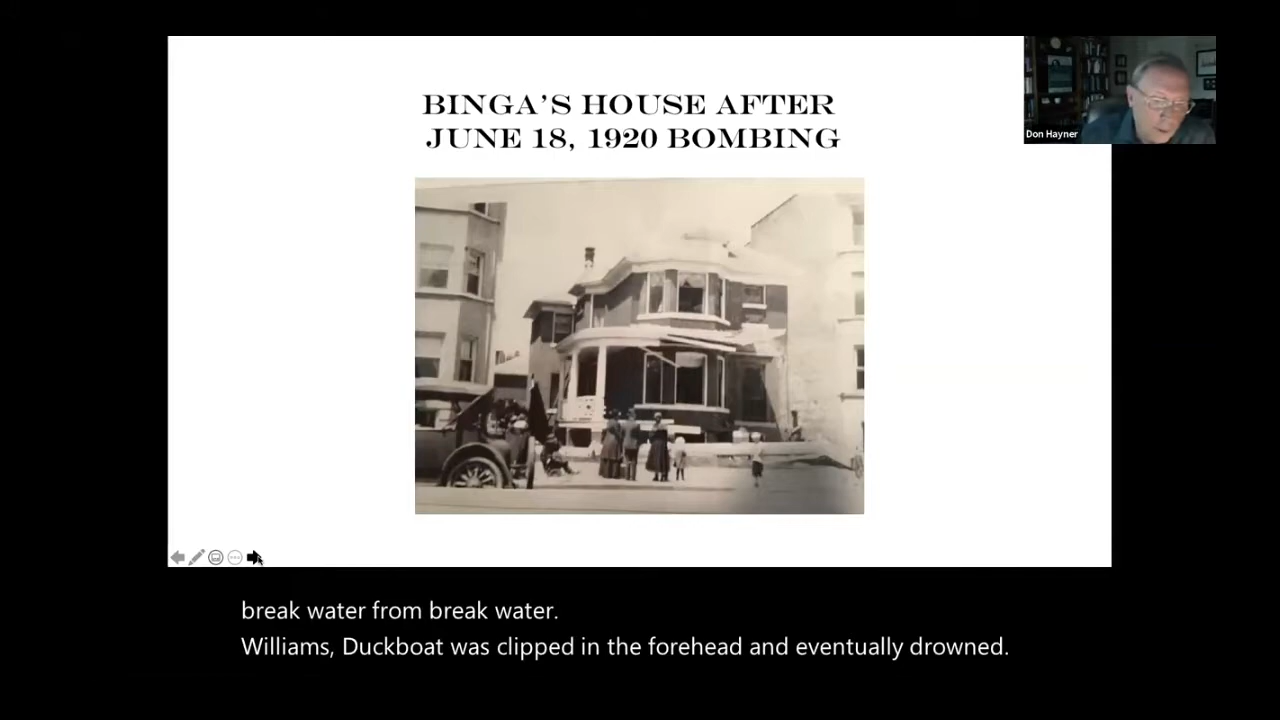 BINGA'S HOUSE AFTER
JUNE 18, 1920 BOMBING
Don Hayner
break water from break water.
Williams, Duckboat was clipped in the forehead and eventually drowned.